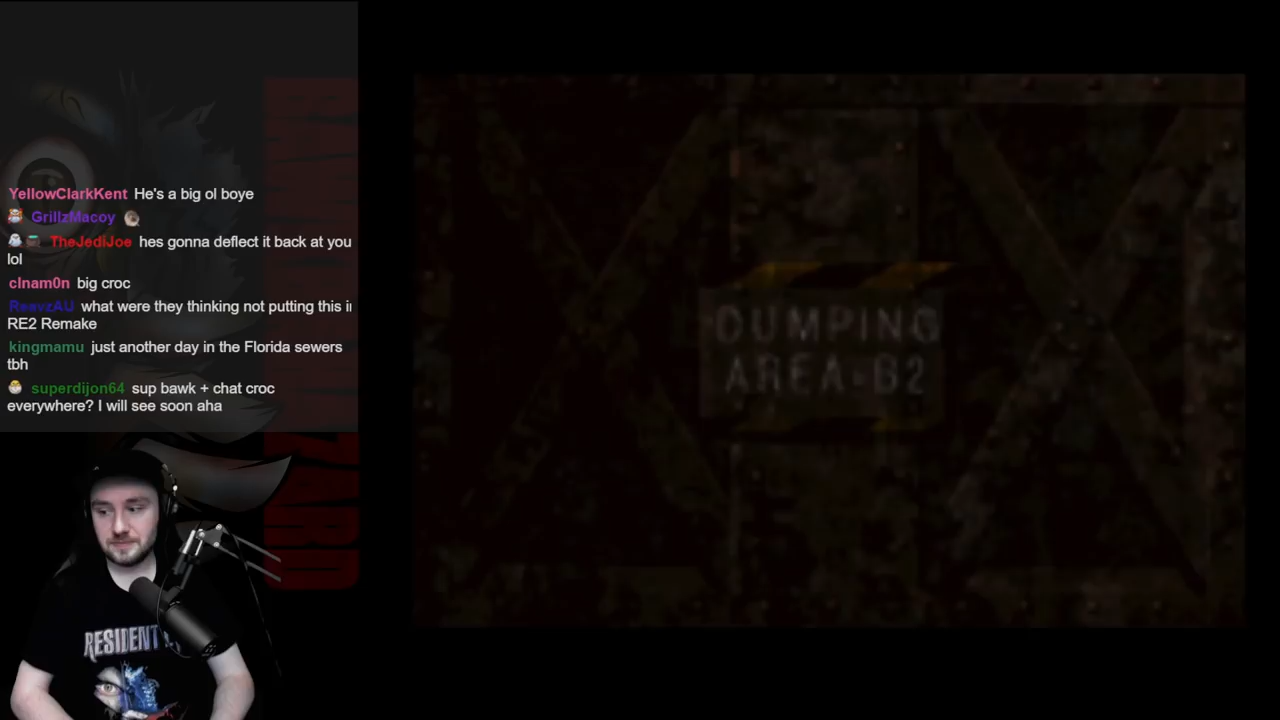 YellowClarkKent He's a big ol boye
GrillzMacoy
TheJediJoe hes gonna deflect it back at you
lol
clnam0n big croc
what were they thinking not putting this i
RE2 Remake
kingmamu just another day in the Florida sewers
tbh
superdijon64 sup bawk + chat croc
everywhere? I will see soon aha
DUMPING
AREA-B2
RESIDENT